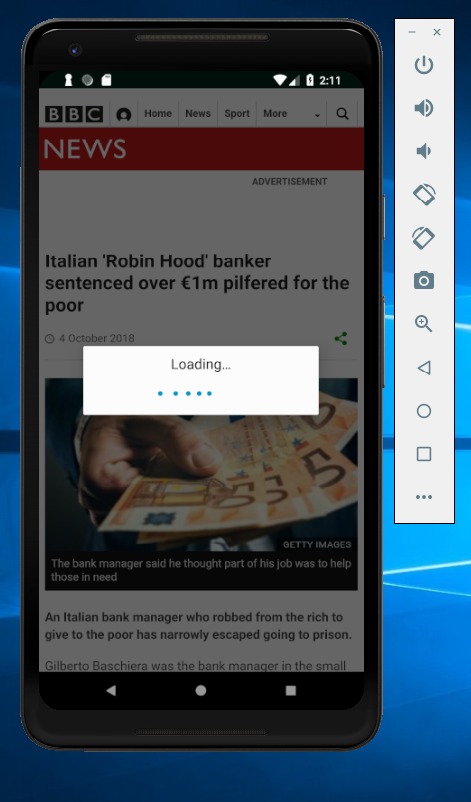 2:11
BBC Home News Sport More
NEWS
ADVERTISEMENT
Italian 'Robin Hood' banker
sentenced over €1m pilfered for the
poor
4 October 2018
Loading...
GETTY IMAGES
The bank manager said he thought part of his job was to help
those in need
An Italian bank manager who robbed from the rich to
give to the poor has narrowly escaped going to prison.
Gilberto Baschiera was the bank manager in the small